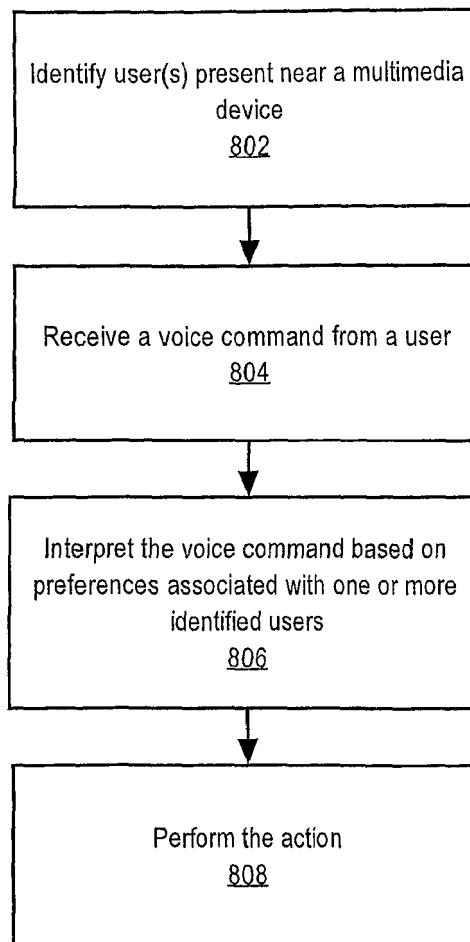 Identify user(s) present near a multimedia
device
802
Receive a voice command from a user
804
Interpret the voice command based on
preferences associated with one or more
identified users
806
Perform the action
808